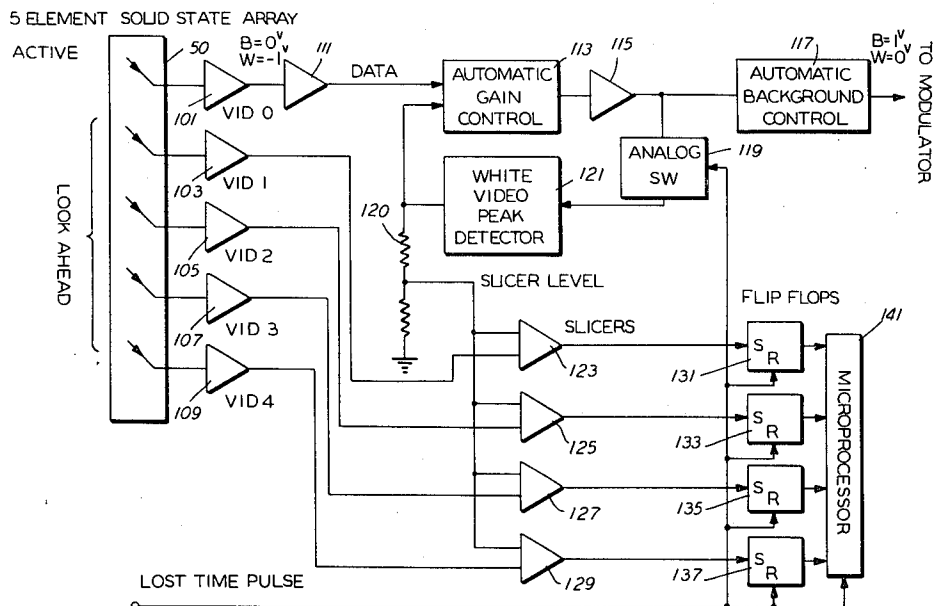 5 ELEMENT SOLID STATE ARRAY
ACTIVE
50
B=0v
W=-1v
111
DATA
113
AUTOMATIC
GAIN
CONTROL
115
117
AUTOMATIC
BACKGROUND
CONTROL
B=1v
W=0v
TO MODULATOR
101
VID 0
103
VID 1
105
VID 2
107
VID 3
109
VID 4
LOOK AHEAD
ANALOG
SW
119
WHITE
VIDEO
PEAK
DETECTOR
121
120
SLICER LEVEL
SLICERS
123
125
127
129
FLIP FLOPS
S
R
131
S
R
133
S
R
135
S
R
137
141
MICROPROCESSOR
LOST TIME PULSE